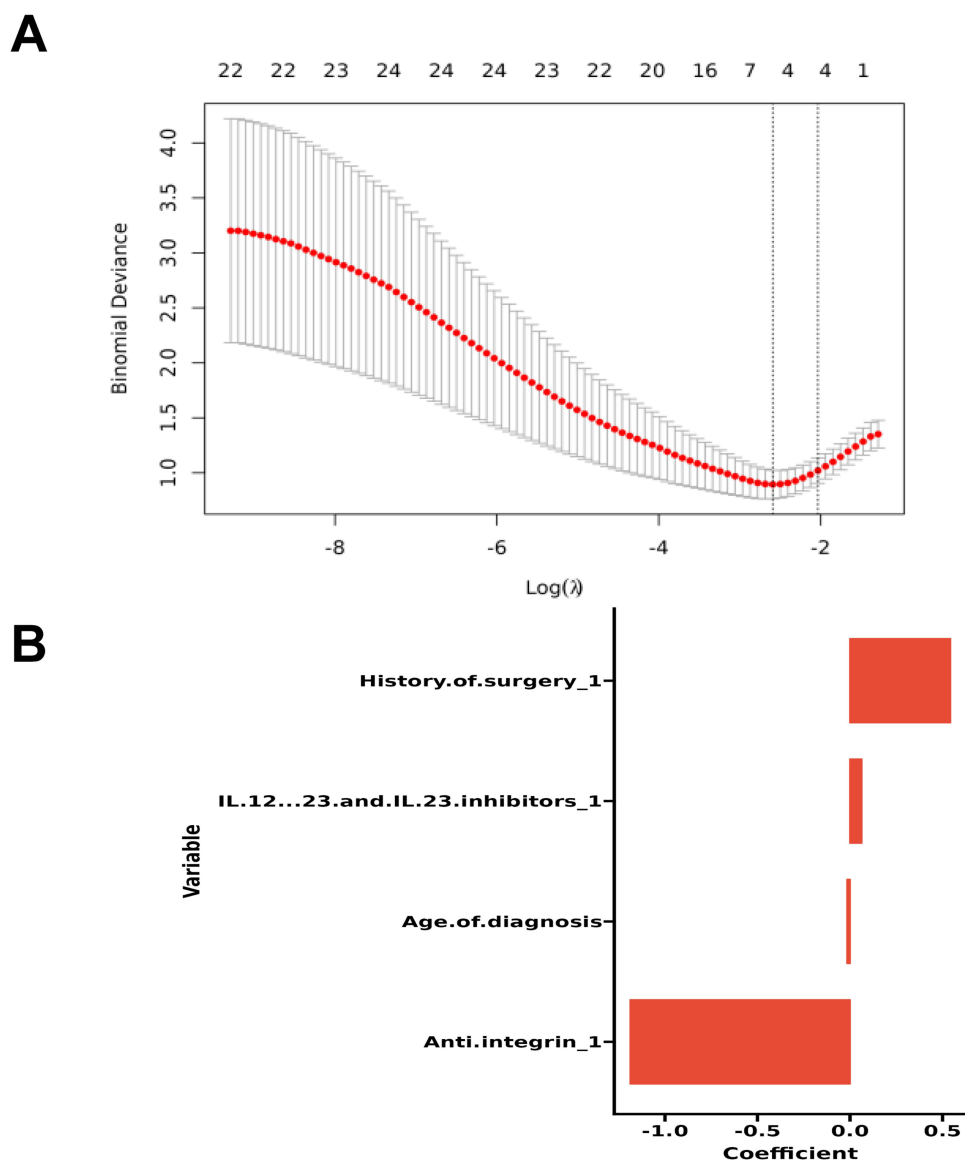 A
22 22 23 24 24 24 23 22 20 16 7 4 4 1
Binomial Deviance
4.0
3.5
3.0
2.5
2.0
1.5
1.0
-8 -6 -4 -2
Log(λ)
B
Variable
History.of.surgery_1
IL.12...23.and.IL.23.inhibitors_1
Age.of.diagnosis
Anti.integrin_1
-1.0 -0.5 0.0 0.5
Coefficient